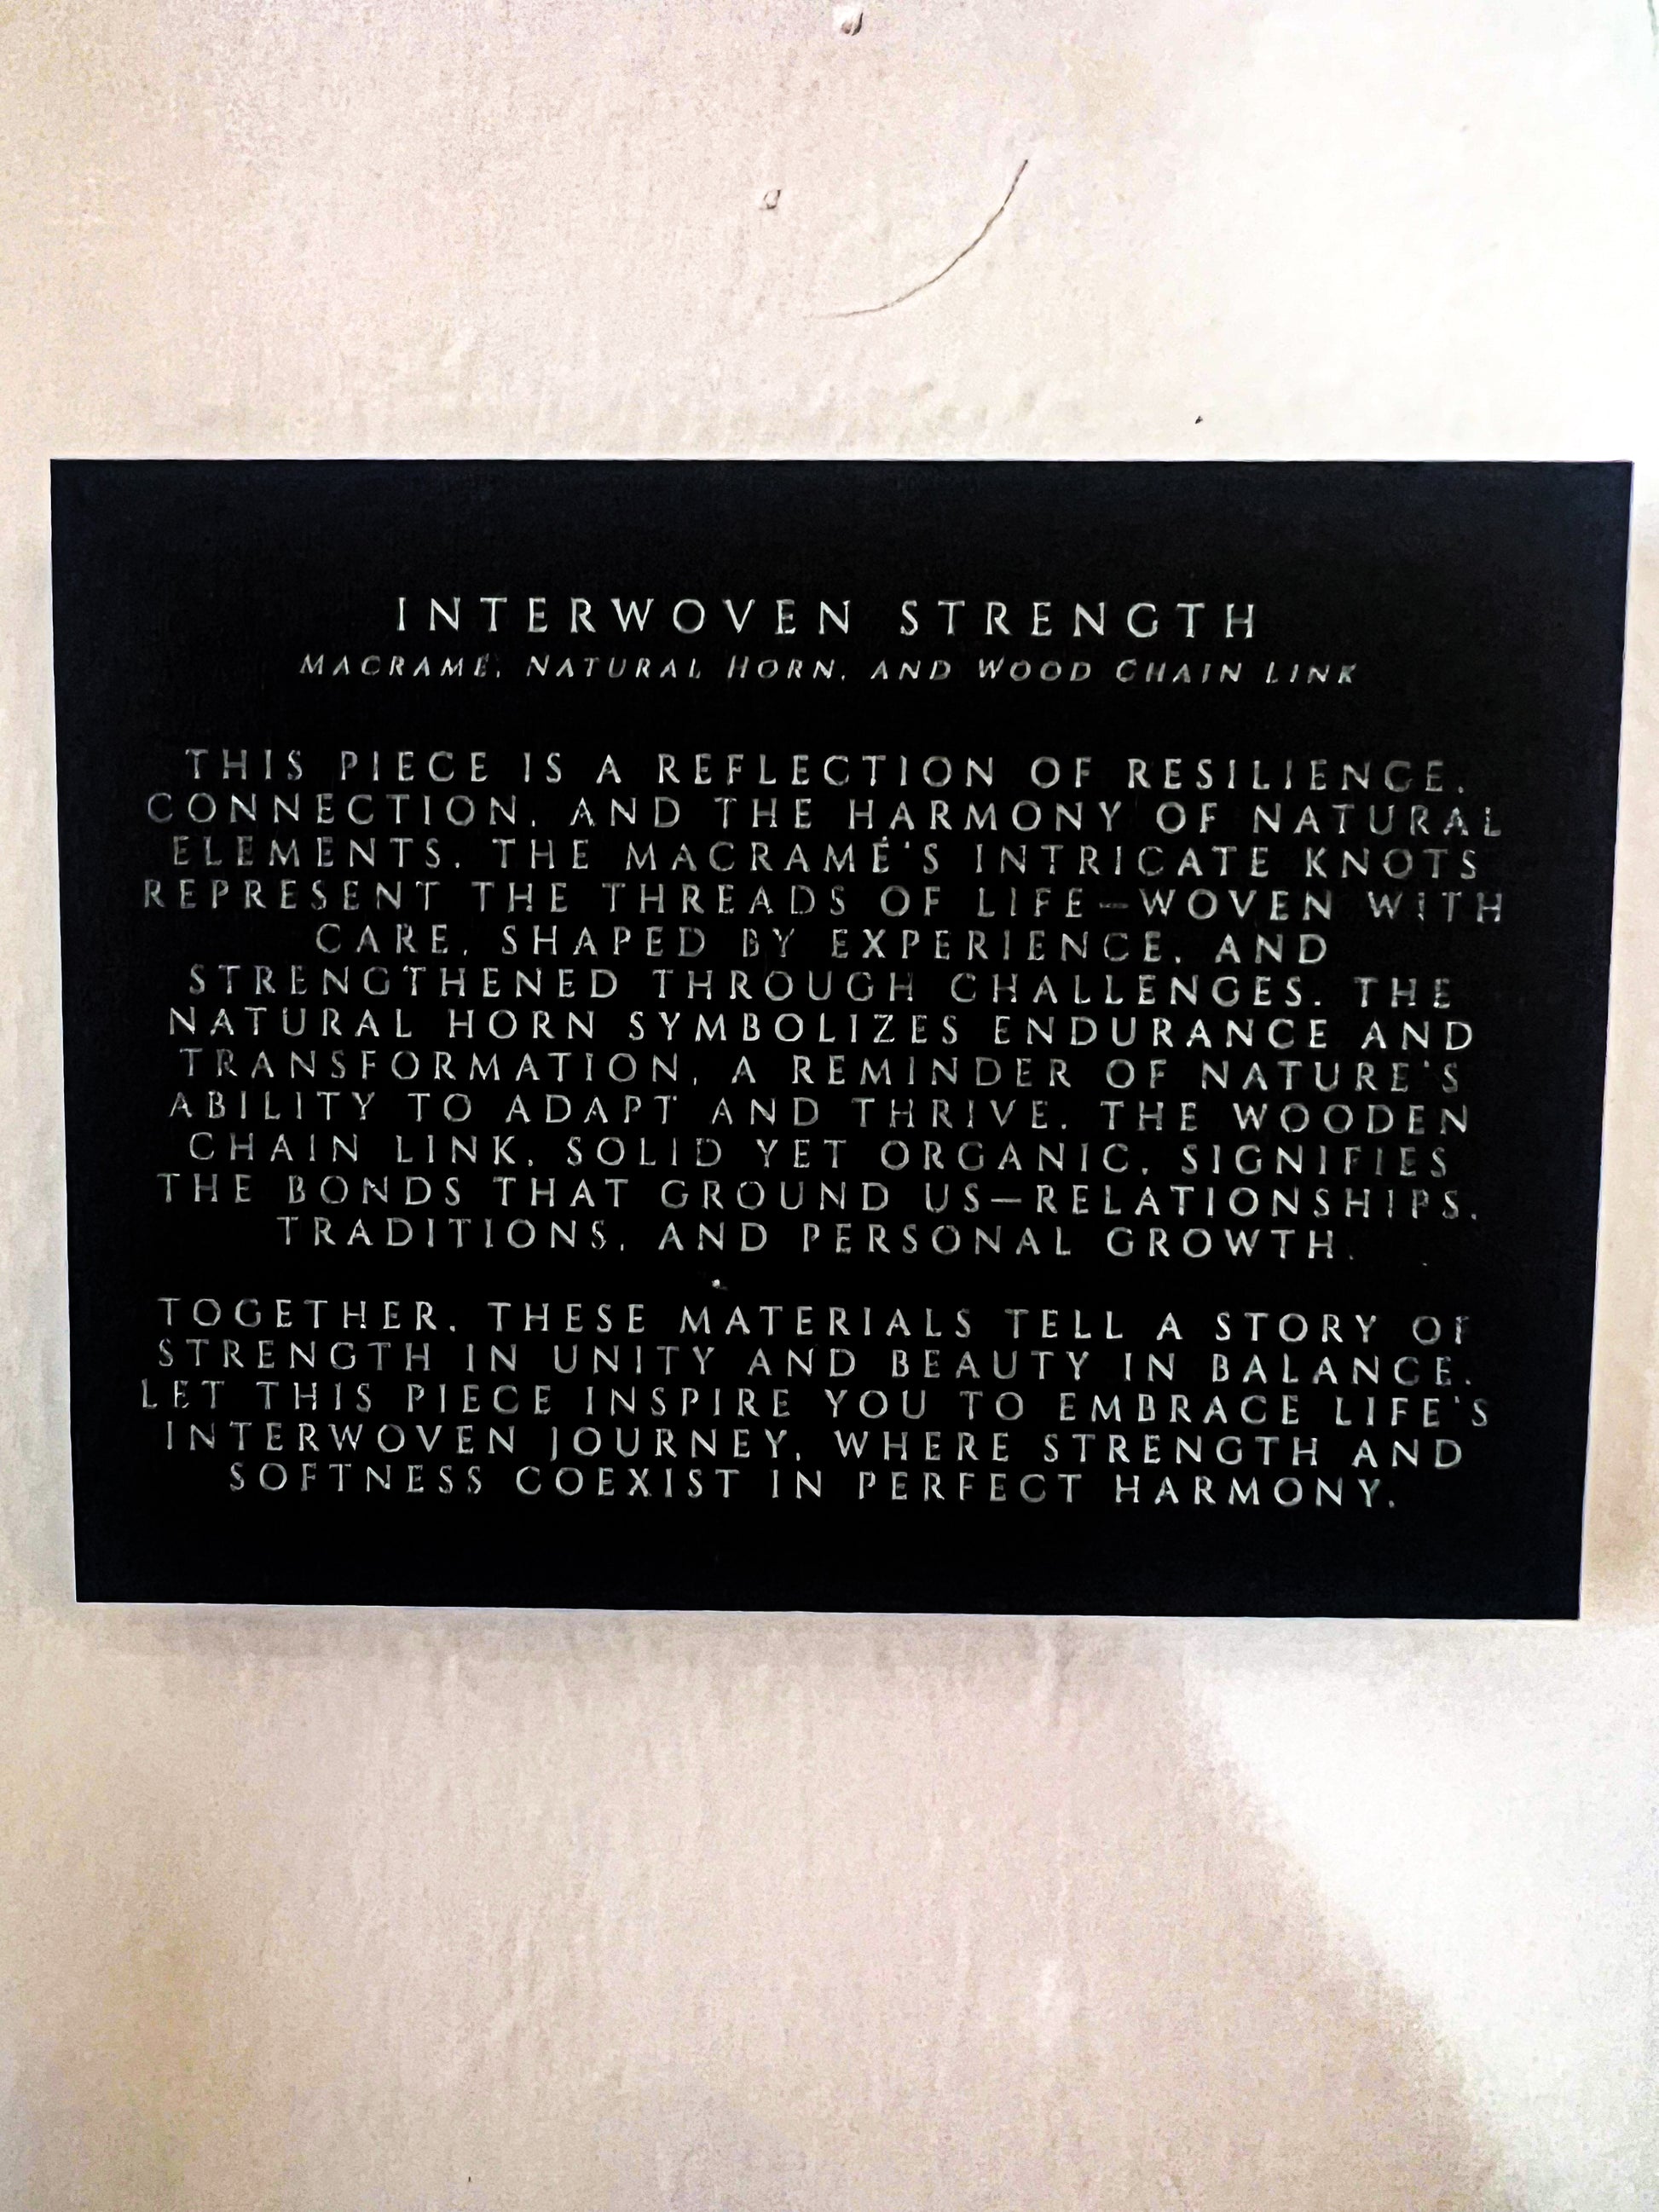 INTERWOVEN STRENGTH
MACRAMÉ, NATURAL HORN, AND WOOD CHAIN LINK
THIS PIECE IS A REFLECTION OF RESILIENCE,
CONNECTION, AND THE HARMONY OF NATURAL
ELEMENTS. THE MACRAMÉ'S INTRICATE KNOTS
REPRESENT THE THREADS OF LIFE—WOVEN WITH
CARE, SHAPED BY EXPERIENCE, AND
STRENGTHENED THROUGH CHALLENGES. THE
NATURAL HORN SYMBOLIZES ENDURANCE AND
TRANSFORMATION, A REMINDER OF NATURE'S
ABILITY TO ADAPT AND THRIVE. THE WOODEN
CHAIN LINK, SOLID YET ORGANIC, SIGNIFIES
THE BONDS THAT GROUND US—RELATIONSHIPS,
TRADITIONS, AND PERSONAL GROWTH.
TOGETHER, THESE MATERIALS TELL A STORY OF
STRENGTH IN UNITY AND BEAUTY IN BALANCE.
LET THIS PIECE INSPIRE YOU TO EMBRACE LIFE'S
INTERWOVEN JOURNEY, WHERE STRENGTH AND
SOFTNESS COEXIST IN PERFECT HARMONY.